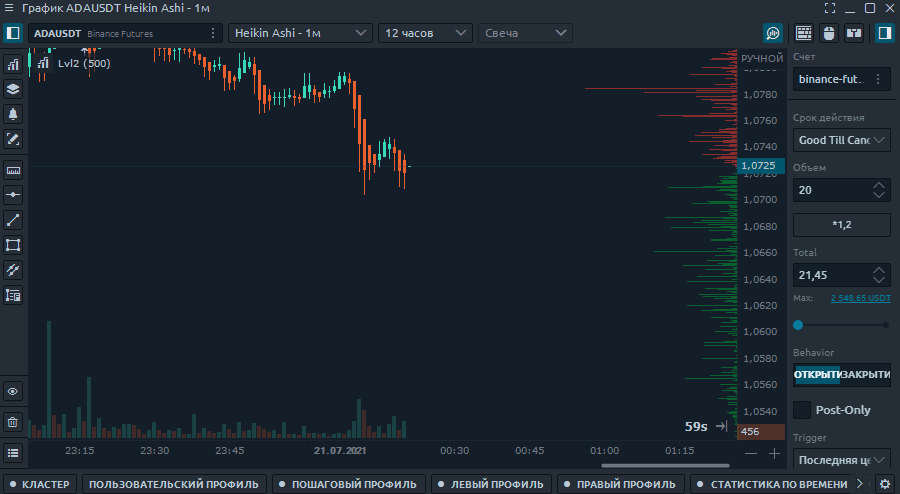 График ADAUSDT Heikin Ashi - 1м
ADAUSDT Binance Futures
Heikin Ashi - 1м
12 часов
Свеча
Lvl2 (500)
РУЧНОЙ
1,0780
1,0760
1,0740
1,0725
1,0720
1,0700
1,0680
1,0660
1,0640
1,0620
1,0600
1,0580
1,0560
1,0540
456
59s
23:15
23:30
23:45
21.07.2021
00:30
00:45
01:00
01:15
Счет
binance-fut..
Срок действия
Good Till Canc
Объем
20
*1,2
Total
21,45
Max: 2 548,65 USDT
Behavior
ОТКРЫТИ ЗАКРЫТИ
Post-Only
Trigger
Последняя це
КЛАСТЕР
ПОЛЬЗОВАТЕЛЬСКИЙ ПРОФИЛЬ
ПОШАГОВЫЙ ПРОФИЛЬ
ЛЕВЫЙ ПРОФИЛЬ
ПРАВЫЙ ПРОФИЛЬ
СТАТИСТИКА ПО ВРЕМЕНИ